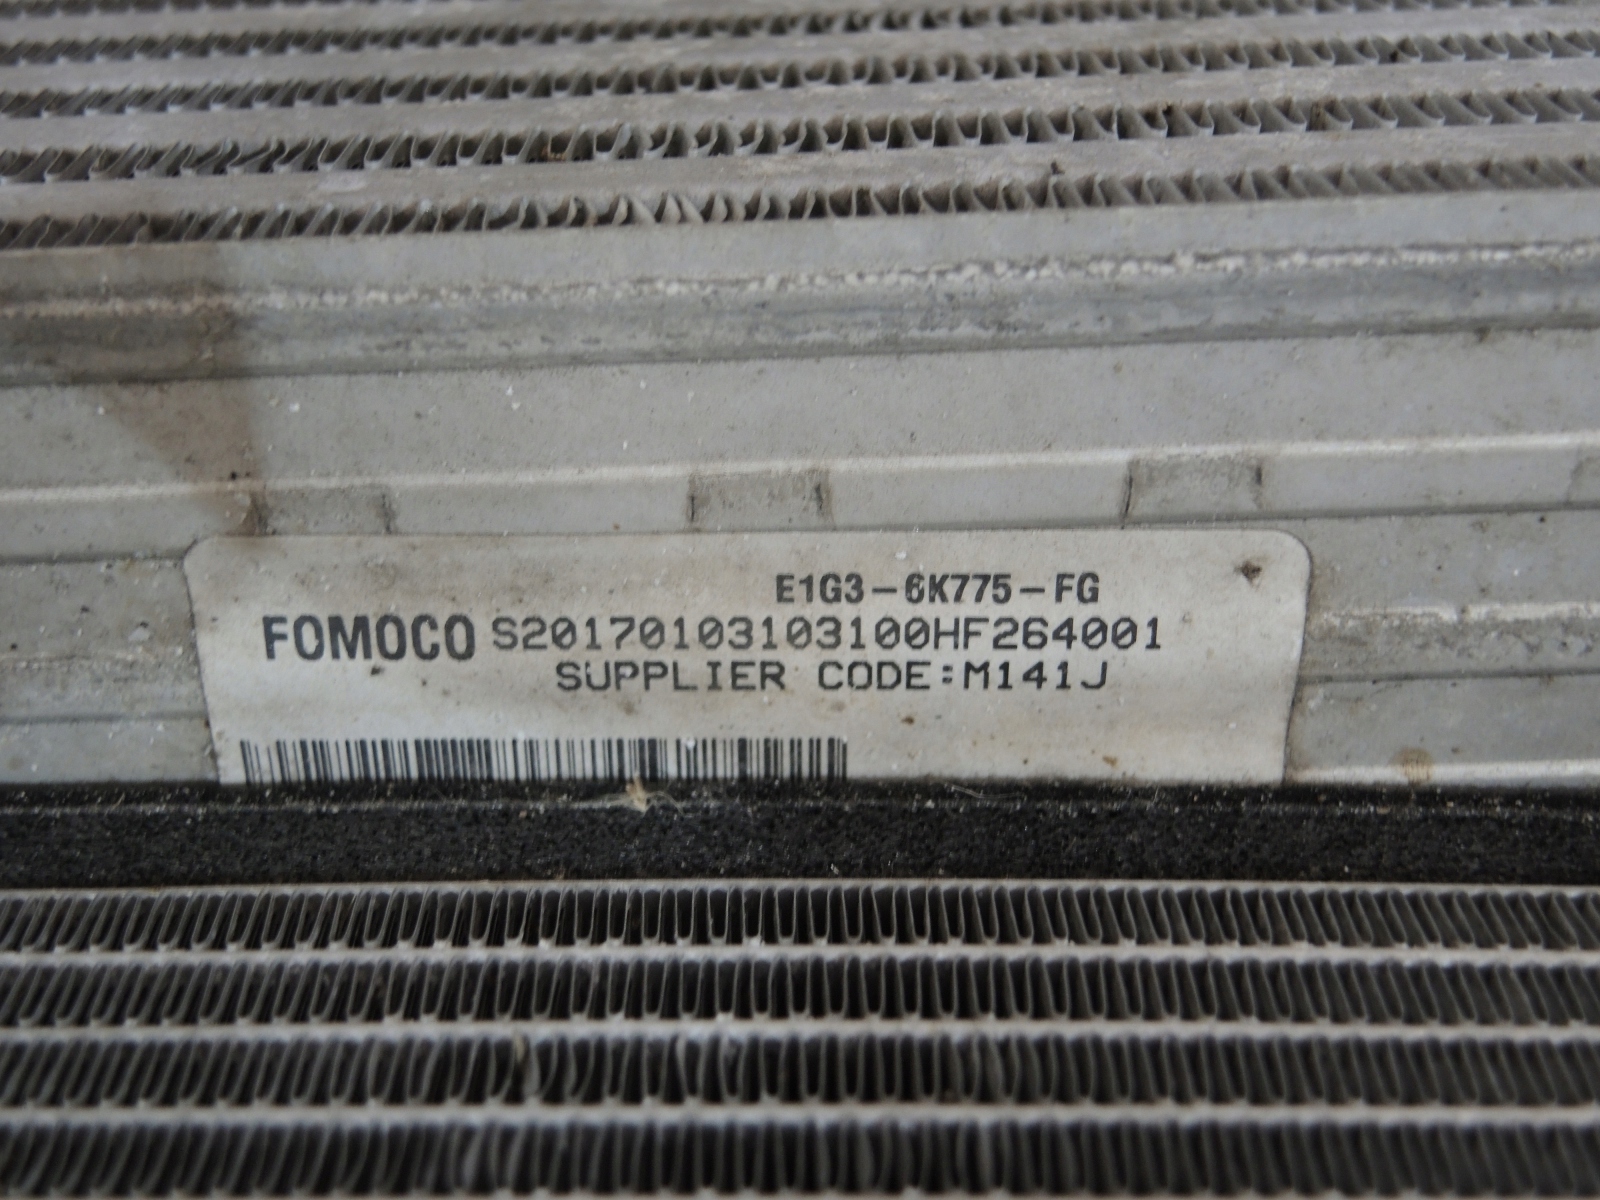 E1G3-6K775-FG
FOMOCO S20170103103100HF264001
SUPPLIER CODE:M141J